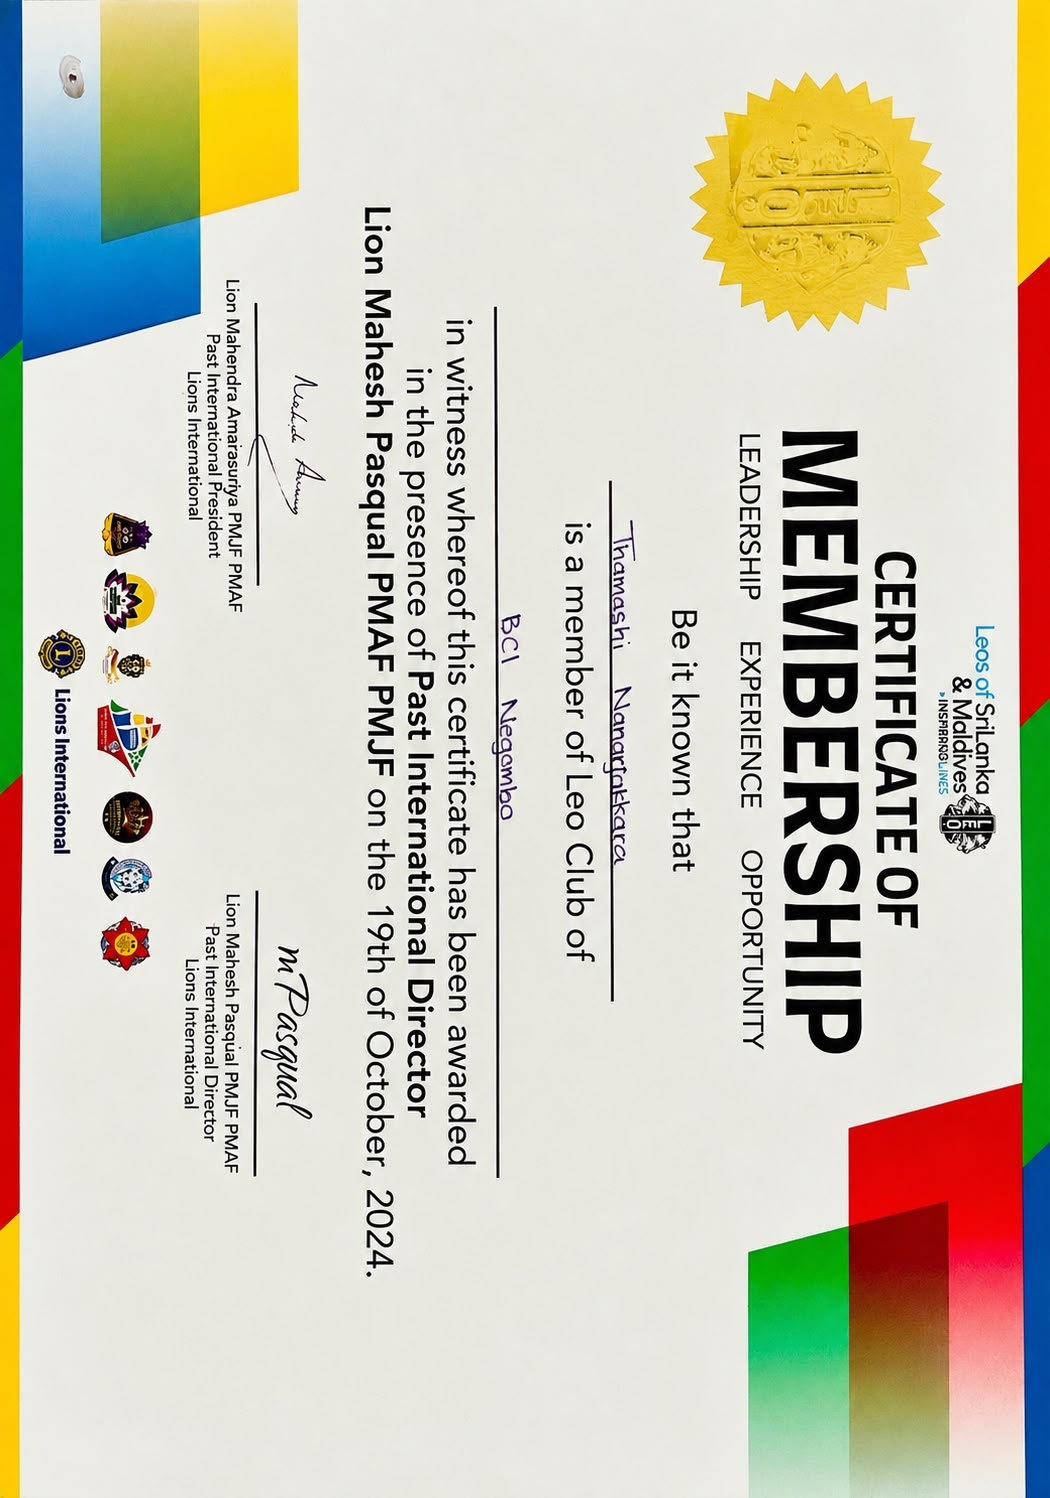 Leos of SriLanka
& Maldives
LEO
CERTIFICATE OF
MEMBERSHIP
LEADERSHIP EXPERIENCE OPPORTUNITY
Be it known that
Thamashi Nanajakkara
is a member of Leo Club of
BCI Negambo
in witness whereof this certificate has been awarded
in the presence of Past International Director
Lion Mahesh Pasqual PMAF PMJF on the 19th of October, 2024.
Lion Mahendra Amarasuriya PMJF PMAF
Past International President
Lions International
mPasqual
Lion Mahesh Pasqual PMJF PMAF
Past International Director
Lions International
Lions International